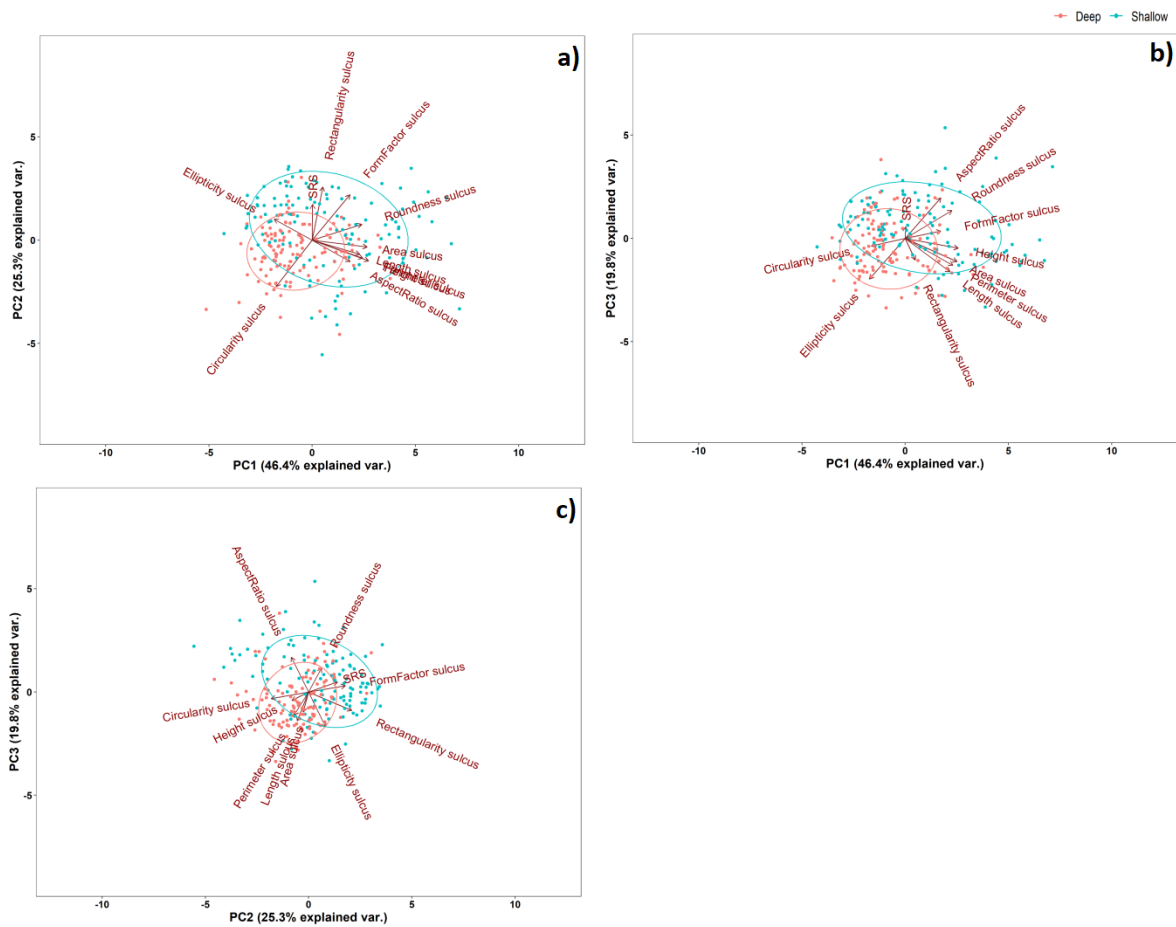 Deep Shallow
a)
Rectangularity sulcus
FormFactor sulcus
Ellipticity sulcus
SRS
Roundness sulcus
Area sulcus
Length sulcus
Height sulcus
AspectRatio sulcus
Circularity sulcus
5
0
-5
-10
-5
0
5
10
PC2 (25.3% explained var.)
PC1 (46.4% explained var.)
b)
AspectRatio sulcus
Roundness sulcus
SRS
FormFactor sulcus
Height sulcus
Circularity sulcus
Area sulcus
Perimeter sulcus
Length sulcus
Ellipticity sulcus
Rectangularity sulcus
5
0
-5
-10
-5
0
5
10
PC3 (19.8% explained var.)
PC1 (46.4% explained var.)
c)
AspectRatio sulcus
Roundness sulcus
SRS
FormFactor sulcus
Circularity sulcus
Height sulcus
Rectangularity sulcus
Perimeter sulcus
Length sulcus
Area sulcus
Ellipticity sulcus
5
0
-5
-10
-5
0
5
10
PC3 (19.8% explained var.)
PC2 (25.3% explained var.)